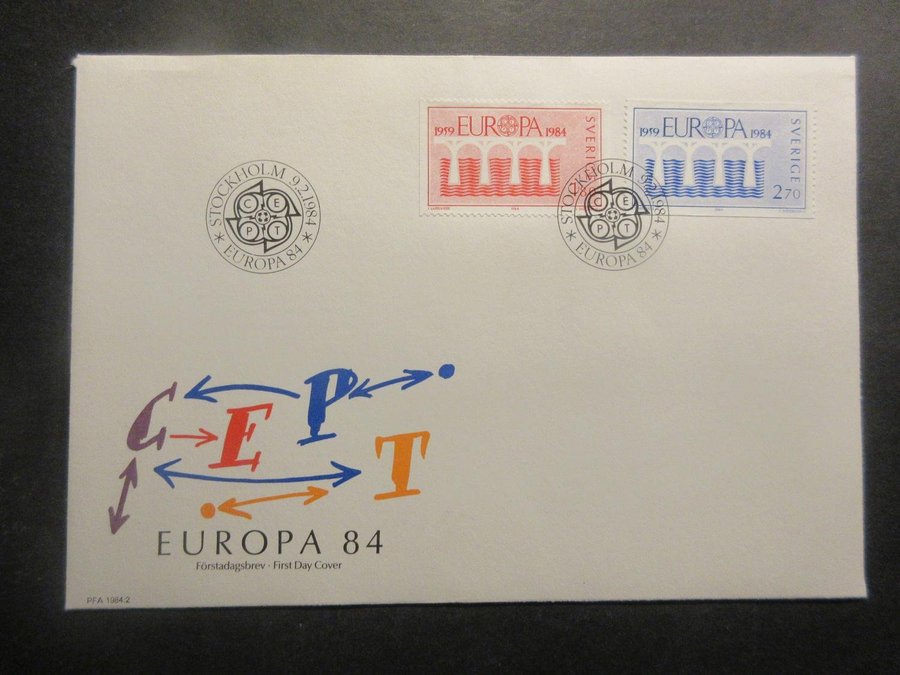 1959 EUROPA 1984
SVERIGE
1959 EUROPA 1984
SVERIGE
2.70
STOCKHOLM 9.2.1984
C E
P T
* EUROPA 84 *
STOCKHOLM 9.2.1984
C E
P T
* EUROPA 84 *
C E P T
EUROPA 84
Förstadagsbrev · First Day Cover
PFA 1984:2